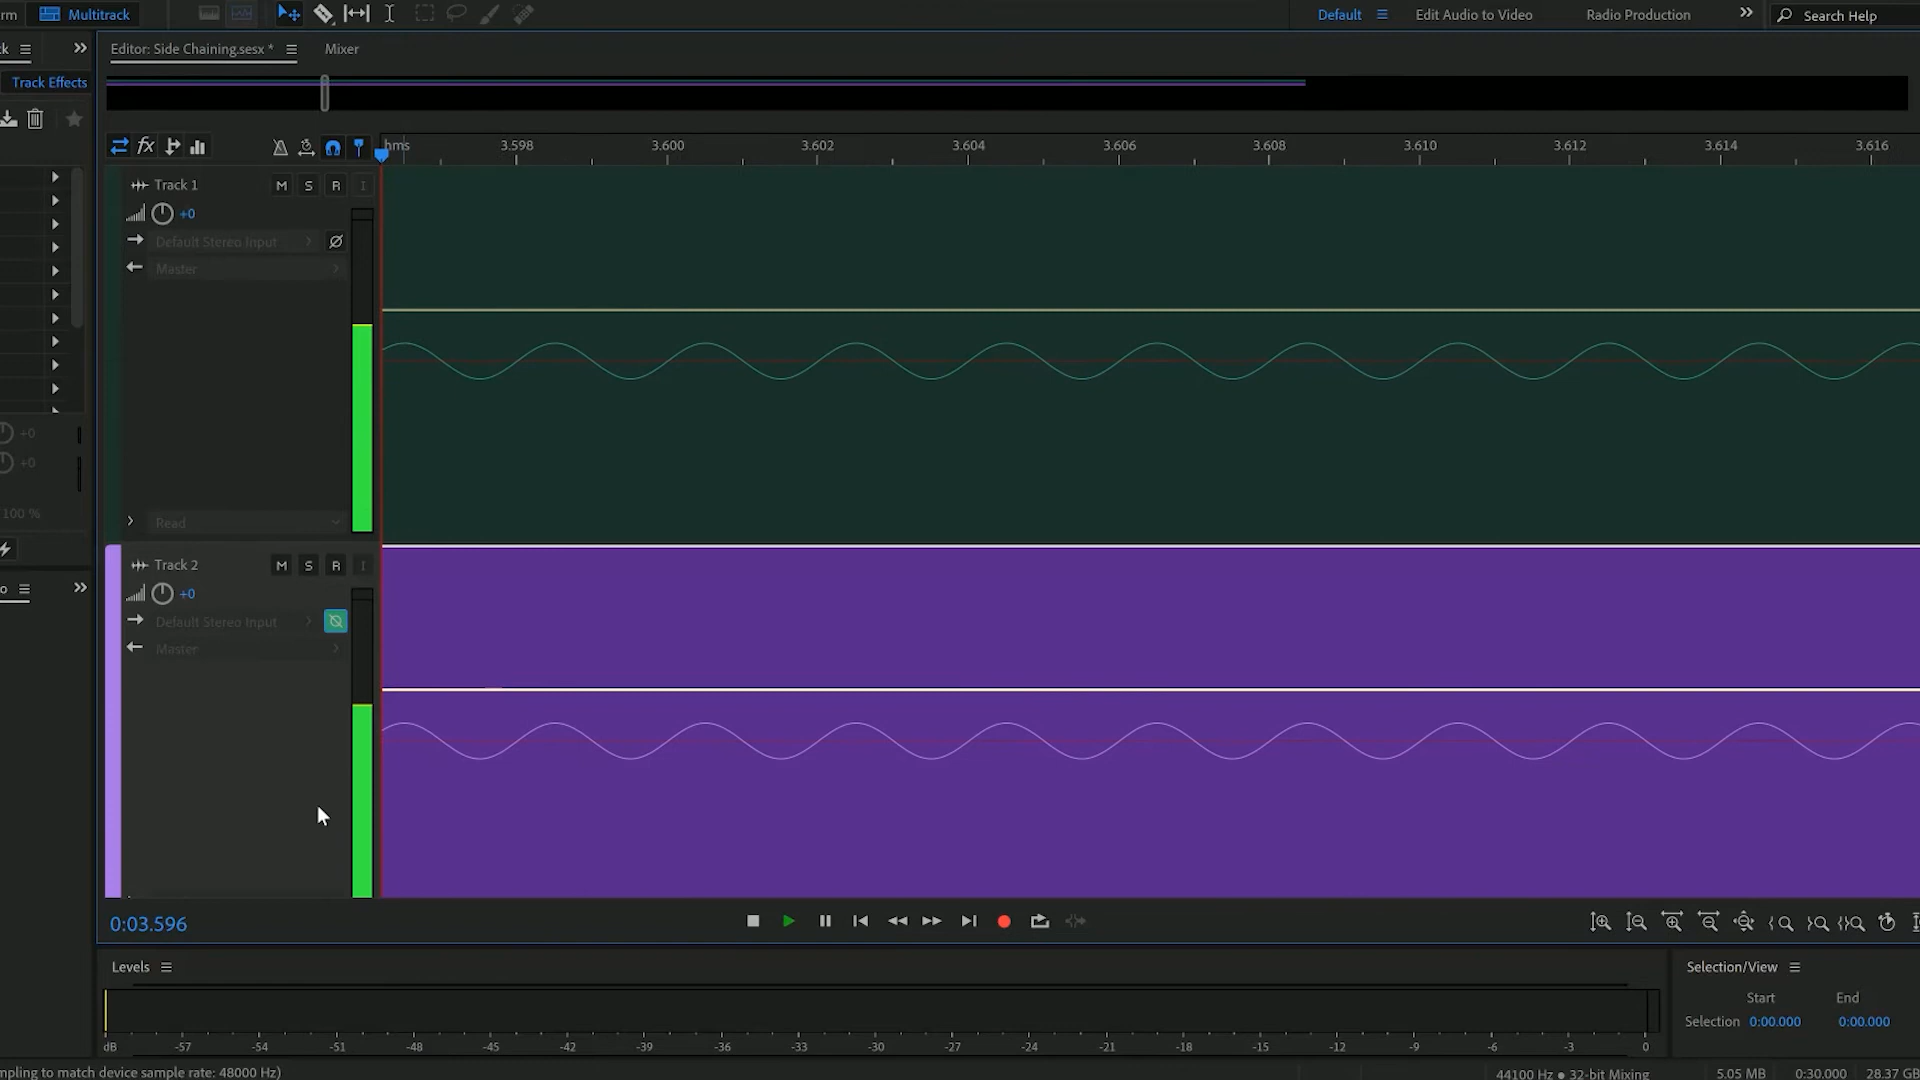 rm Multitrack Default Edit Audio to Video Radio Production Search Help
Editor: Side Chaining.sesx * Mixer
Track Effects
fx hms 3.598 3.600 3.602 3.604 3.606 3.608 3.610 3.612 3.614 3.616
Track 1 M S R I
+0
Default Stereo Input
Master
+0
+0
100 %
Read
Track 2 M S R I
+0
Default Stereo Input
Master
0:03.596
Levels
Selection/View
Start End
Selection 0:00.000 0:00.000
dB -57 -54 -51 -48 -45 -42 -39 -36 -33 -30 -27 -24 -21 -18 -15 -12 -9 -6 -3 0
mpling to match device sample rate: 48000 Hz) 44100 Hz ● 32-bit Mixing 5.05 MB 0:30.000 28.37 GB